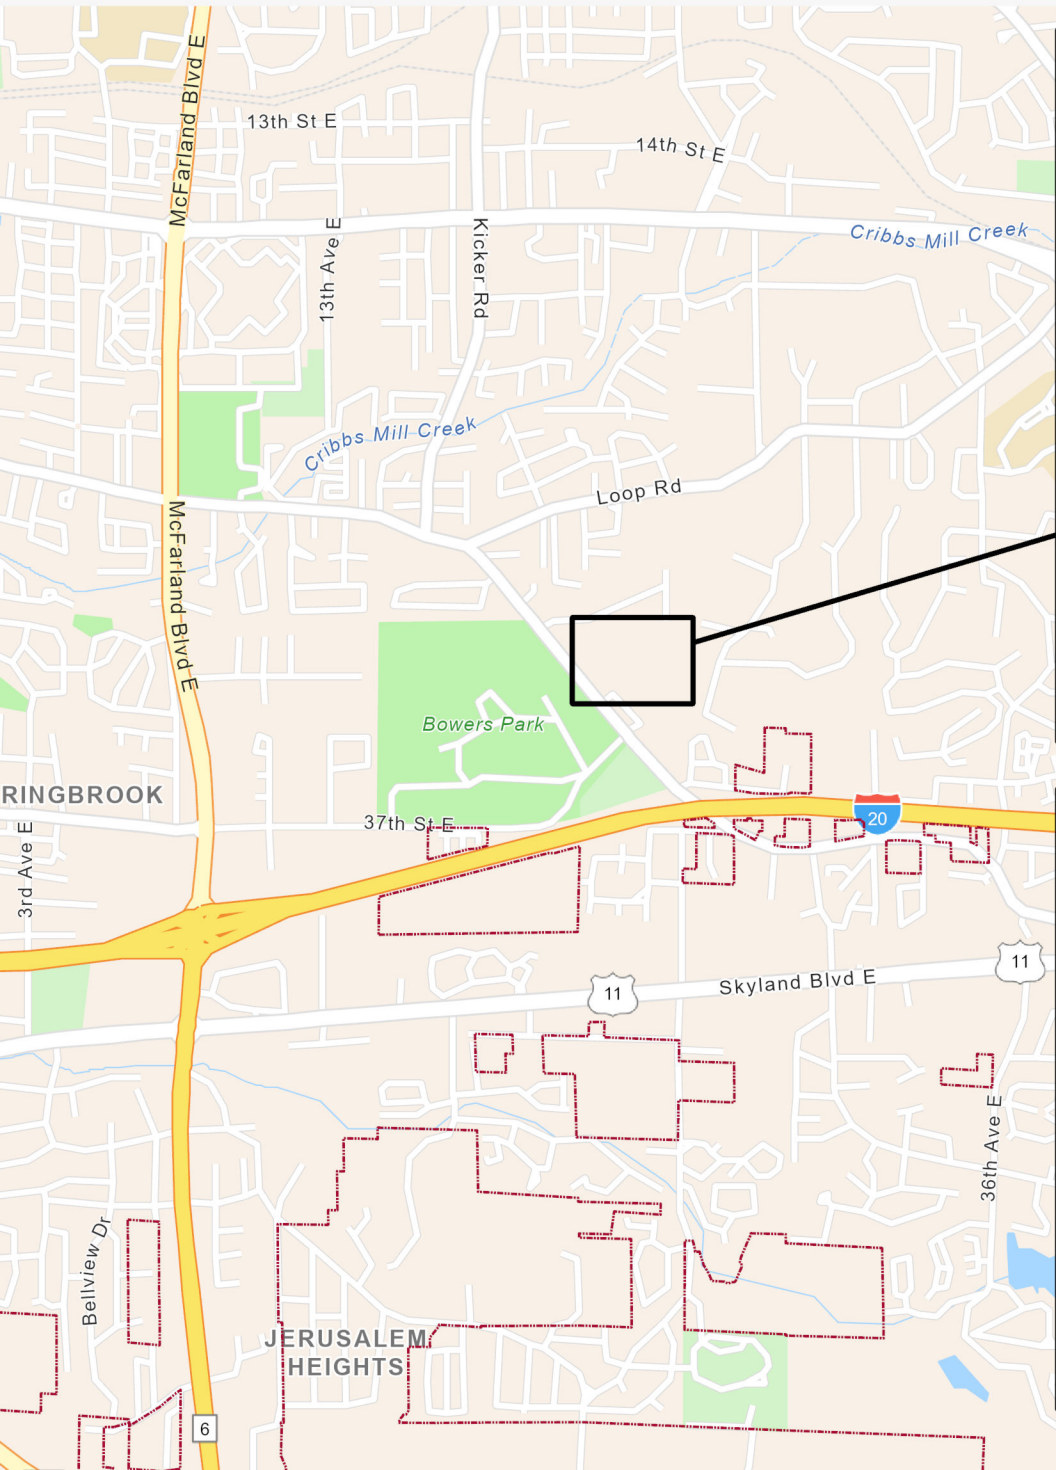 McFarland Blvd E
13th St E
14th St E
13th Ave E
Kicker Rd
Cribbs Mill Creek
Cribbs Mill Creek
Loop Rd
McFarland Blvd E
Bowers Park
RINGBROOK
37th St E
20
3rd Ave E
11
11
Skyland Blvd E
36th Ave E
Bellview Dr
JERUSALEM
HEIGHTS
6